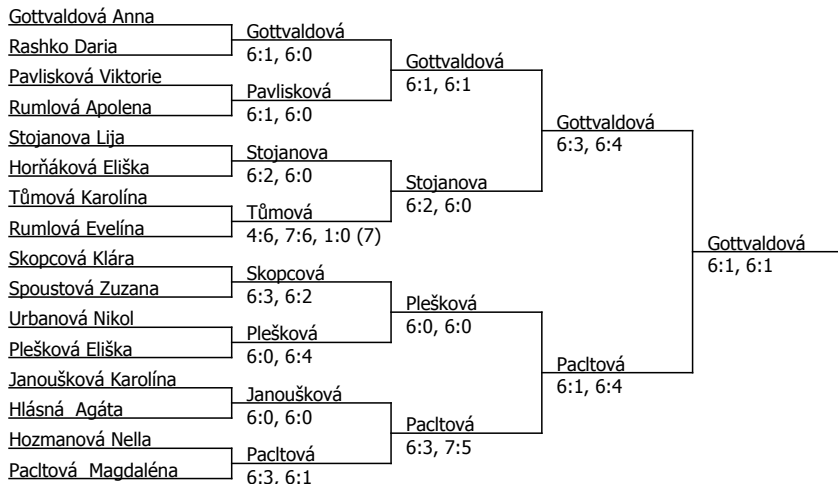 Gottvaldová Anna
Rashko Daria
Pavlisková Viktorie
Rumlová Apolena
Stojanova Lija
Horňáková Eliška
Tůmová Karolína
Rumlová Evelína
Skopcová Klára
Spoustová Zuzana
Urbanová Nikol
Plešková Eliška
Janoušková Karolína
Hlásná  Agáta
Hozmanová Nella
Pacltová  Magdaléna
Gottvaldová
6:1, 6:0
Pavlisková
6:1, 6:0
Stojanova
6:2, 6:0
Tůmová
4:6, 7:6, 1:0 (7)
Skopcová
6:3, 6:2
Plešková
6:0, 6:4
Janoušková
6:0, 6:0
Pacltová
6:3, 6:1
Gottvaldová
6:1, 6:1
Stojanova
6:2, 6:0
Plešková
6:0, 6:0
Pacltová
6:3, 7:5
Gottvaldová
6:3, 6:4
Pacltová
6:1, 6:4
Gottvaldová
6:1, 6:1